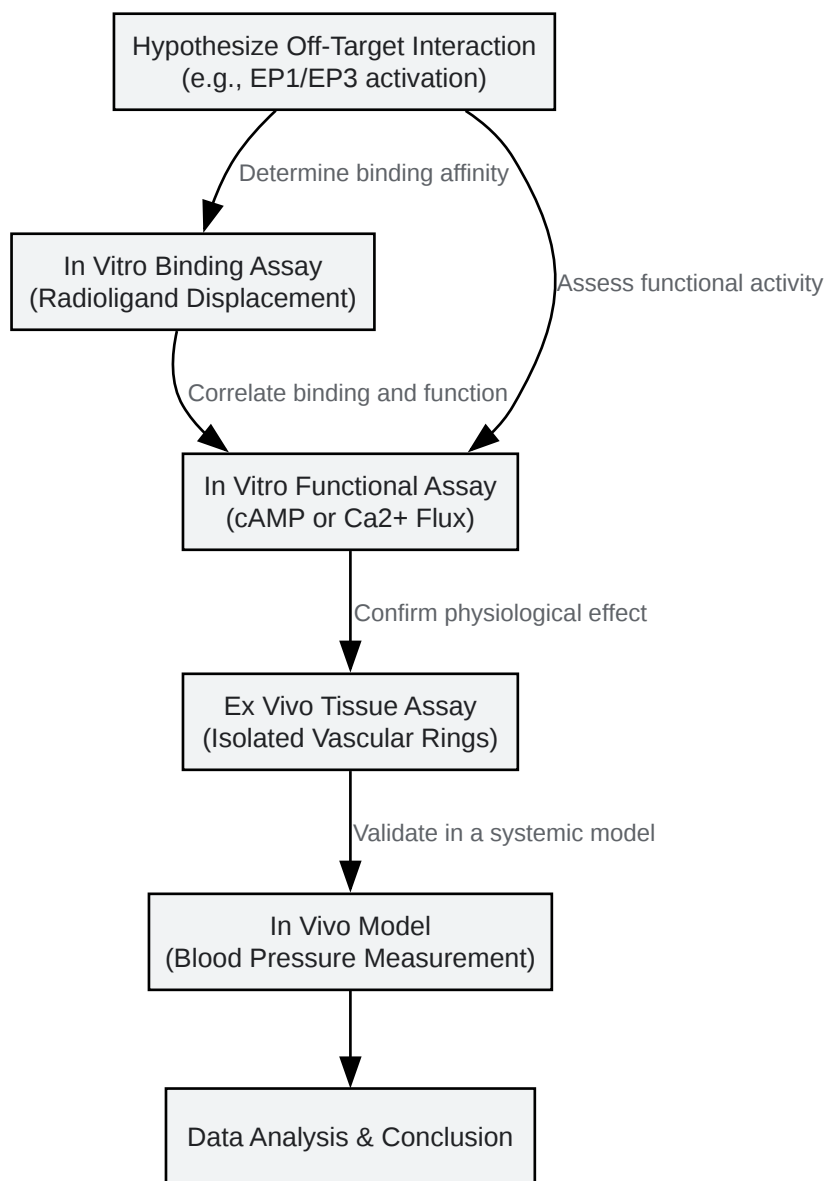 Hypothesize Off-Target Interaction
(e.g., EP1/EP3 activation)
Determine binding affinity
In Vitro Binding Assay
(Radioligand Displacement)
Assess functional activity
Correlate binding and function
In Vitro Functional Assay
(cAMP or Ca2+ Flux)
Confirm physiological effect
Ex Vivo Tissue Assay
(Isolated Vascular Rings)
Validate in a systemic model
In Vivo Model
(Blood Pressure Measurement)
Data Analysis & Conclusion